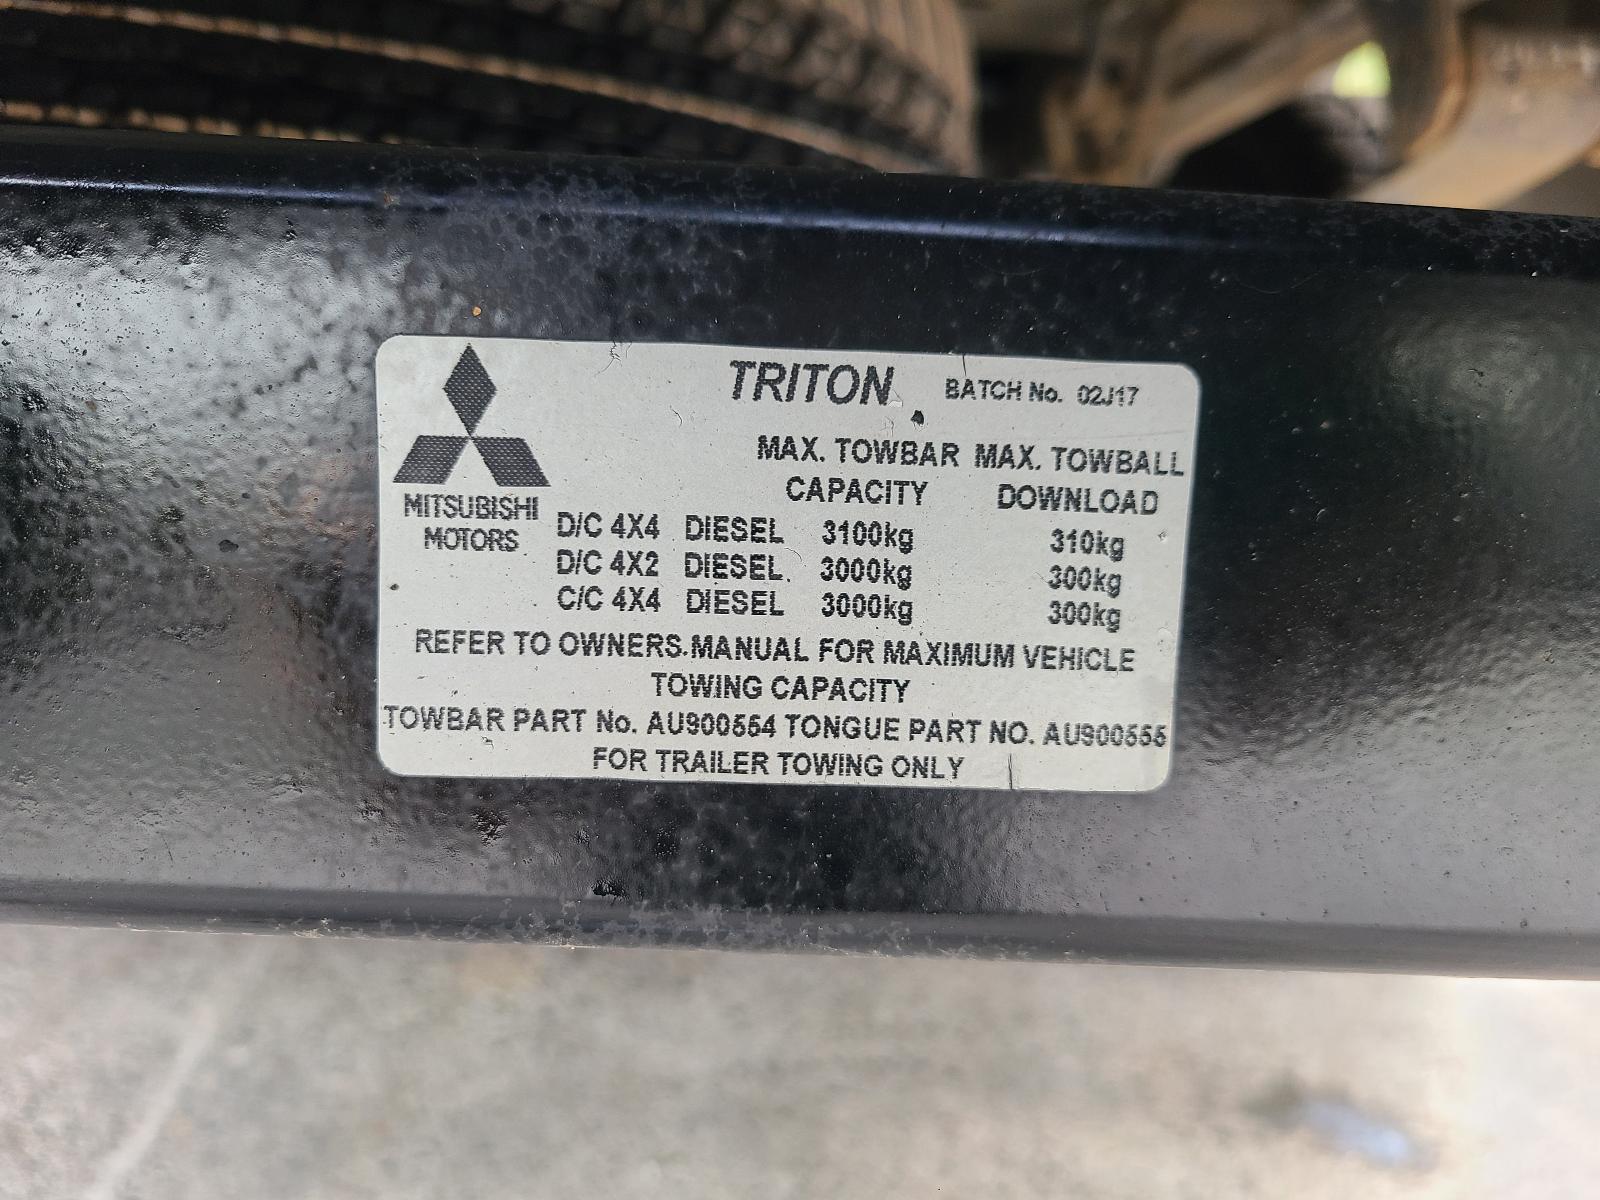 TRITON BATCH No. 02J17
MAX. TOWBAR MAX. TOWBALL
CAPACITY DOWNLOAD
MITSUBISHI
MOTORS
D/C 4X4 DIESEL 3100kg 310kg
D/C 4X2 DIESEL 3000kg 300kg
C/C 4X4 DIESEL 3000kg 300kg
REFER TO OWNERS MANUAL FOR MAXIMUM VEHICLE
TOWING CAPACITY
TOWBAR PART No. AU900554 TONGUE PART NO. AU900555
FOR TRAILER TOWING ONLY